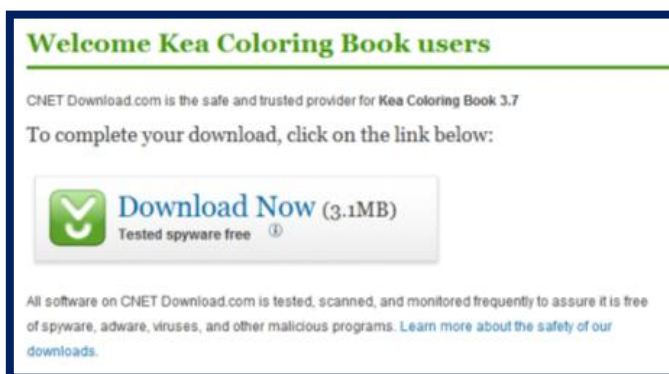 Welcome Kea Coloring Book users
CNET Download.com is the safe and trusted provider for Kea Coloring Book 3.7
To complete your download, click on the link below:
Download Now (3.1MB)
Tested spyware free
All software on CNET Download.com is tested, scanned, and monitored frequently to assure it is free
of spyware, adware, viruses, and other malicious programs. Learn more about the safety of our
downloads.